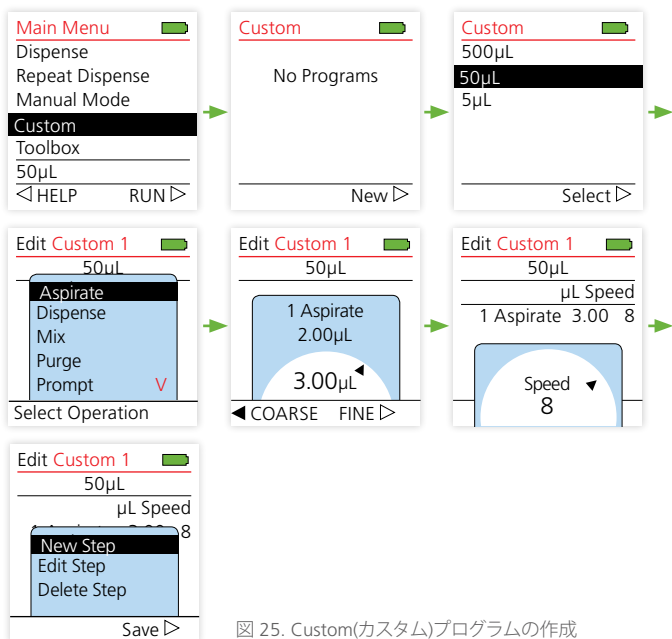 Main Menu
Dispense
Repeat Dispense
Manual Mode
Custom
Toolbox
50µL
◁ HELP RUN ▷
Custom
No Programs
New ▷
Custom
500µL
50µL
5µL
Select ▷
Edit Custom 1
50µL
Aspirate
Dispense
Mix
Purge
Prompt V
Select Operation
Edit Custom 1
50µL
1 Aspirate
2.00µL
3.00µL
◀ COARSE FINE ▷
Edit Custom 1
50µL
µL Speed
1 Aspirate 3.00 8
Speed
8
Edit Custom 1
50µL
µL Speed
1 Aspirate 3.00 8
New Step
Edit Step
Delete Step
Save ▷
図 25. Custom(カスタム)プログラムの作成